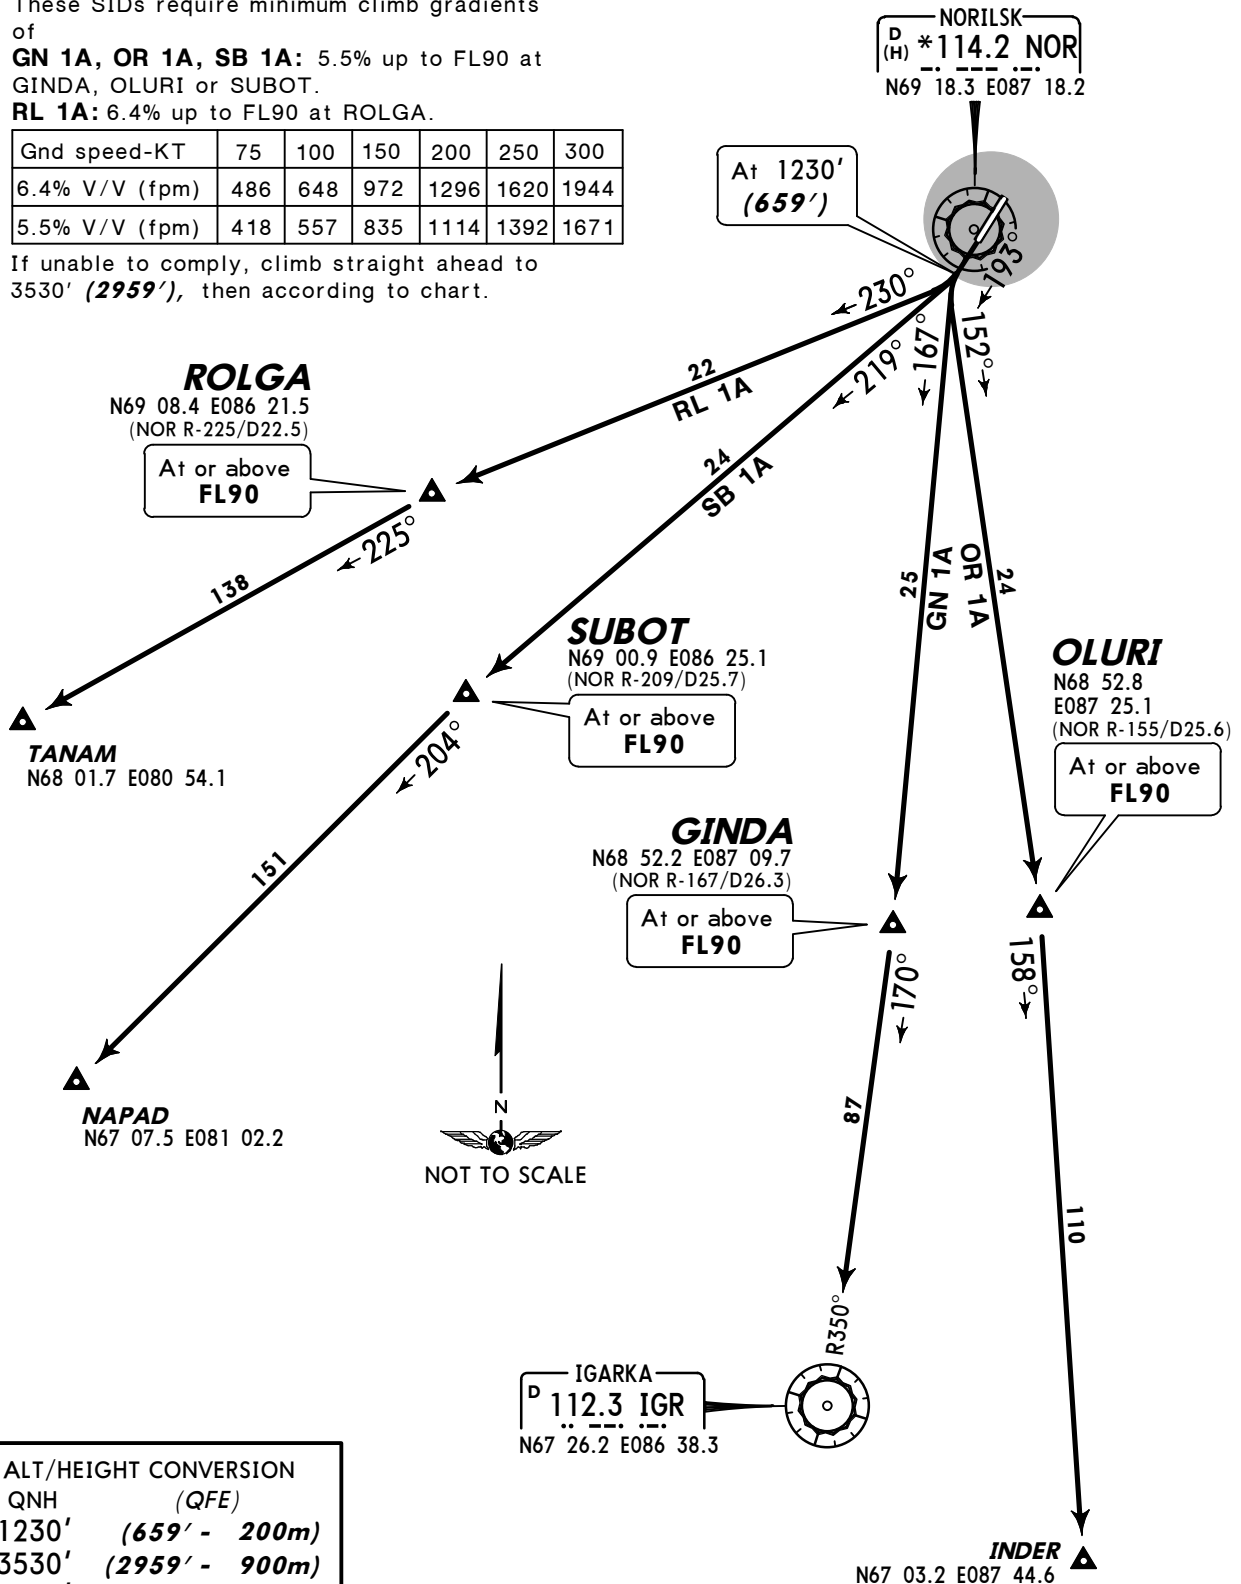 These SIDs require minimum climb gradients
of
GN 1A, OR 1A, SB 1A: 5.5% up to FL90 at
GINDA, OLURI or SUBOT.
RL 1A: 6.4% up to FL90 at ROLGA.
Gnd speed-KT 75 100 150 200 250 300
6.4% V/V (fpm) 486 648 972 1296 1620 1944
5.5% V/V (fpm) 418 557 835 1114 1392 1671
If unable to comply, climb straight ahead to
3530' (2959'), then according to chart.
NORILSK
D
(H) *114.2 NOR
N69 18.3 E087 18.2
At 1230'
(659')
193°
230°
219°
167°
152°
22
RL 1A
24
SB 1A
25
GN 1A
OR 1A
24
ROLGA
N69 08.4 E086 21.5
(NOR R-225/D22.5)
At or above
FL90
225°
138
TANAM
N68 01.7 E080 54.1
SUBOT
N69 00.9 E086 25.1
(NOR R-209/D25.7)
At or above
FL90
204°
151
NAPAD
N67 07.5 E081 02.2
OLURI
N68 52.8
E087 25.1
(NOR R-155/D25.6)
At or above
FL90
158°
110
GINDA
N68 52.2 E087 09.7
(NOR R-167/D26.3)
At or above
FL90
170°
87
R350°
N
NOT TO SCALE
IGARKA
D 112.3 IGR
N67 26.2 E086 38.3
INDER
N67 03.2 E087 44.6
ALT/HEIGHT CONVERSION
QNH (QFE)
1230' (659' - 200m)
3530' (2959' - 900m)